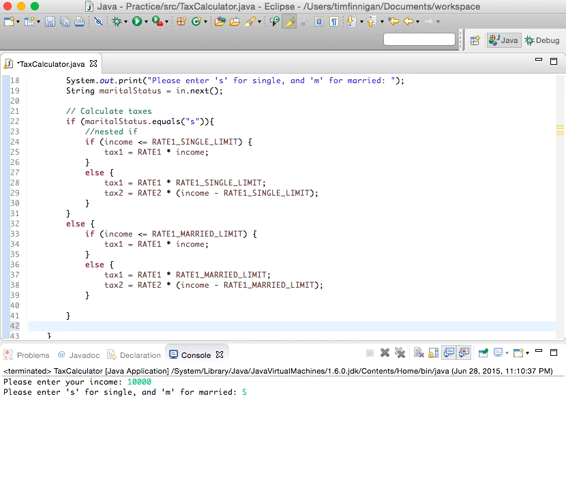 Java - Practice/src/TaxCalculator.java - Eclipse - /Users/timfinnigan/Documents/workspace
Java
Debug
*TaxCalculator.java
18 System.out.print("Please enter 's' for single, and 'm' for married: ");
19 String maritalStatus = in.next();
20
21 // Calculate taxes
22 if (maritalStatus.equals("s")){
23 //nested if
24 if (income <= RATE1_SINGLE_LIMIT) {
25 tax1 = RATE1 * income;
26 }
27 else {
28 tax1 = RATE1 * RATE1_SINGLE_LIMIT;
29 tax2 = RATE2 * (income - RATE1_SINGLE_LIMIT);
30 }
31 }
32 else {
33 if (income <= RATE1_MARRIED_LIMIT) {
34 tax1 = RATE1 * income;
35 }
36 else {
37 tax1 = RATE1 * RATE1_MARRIED_LIMIT;
38 tax2 = RATE2 * (income - RATE1_MARRIED_LIMIT);
39 }
40
41 }
42
43 }
Problems @ Javadoc Declaration Console
<terminated> TaxCalculator [Java Application] /System/Library/Java/JavaVirtualMachines/1.6.0.jdk/Contents/Home/bin/java (Jun 28, 2015, 11:10:37 PM)
Please enter your income: 10000
Please enter 's' for single, and 'm' for married: S